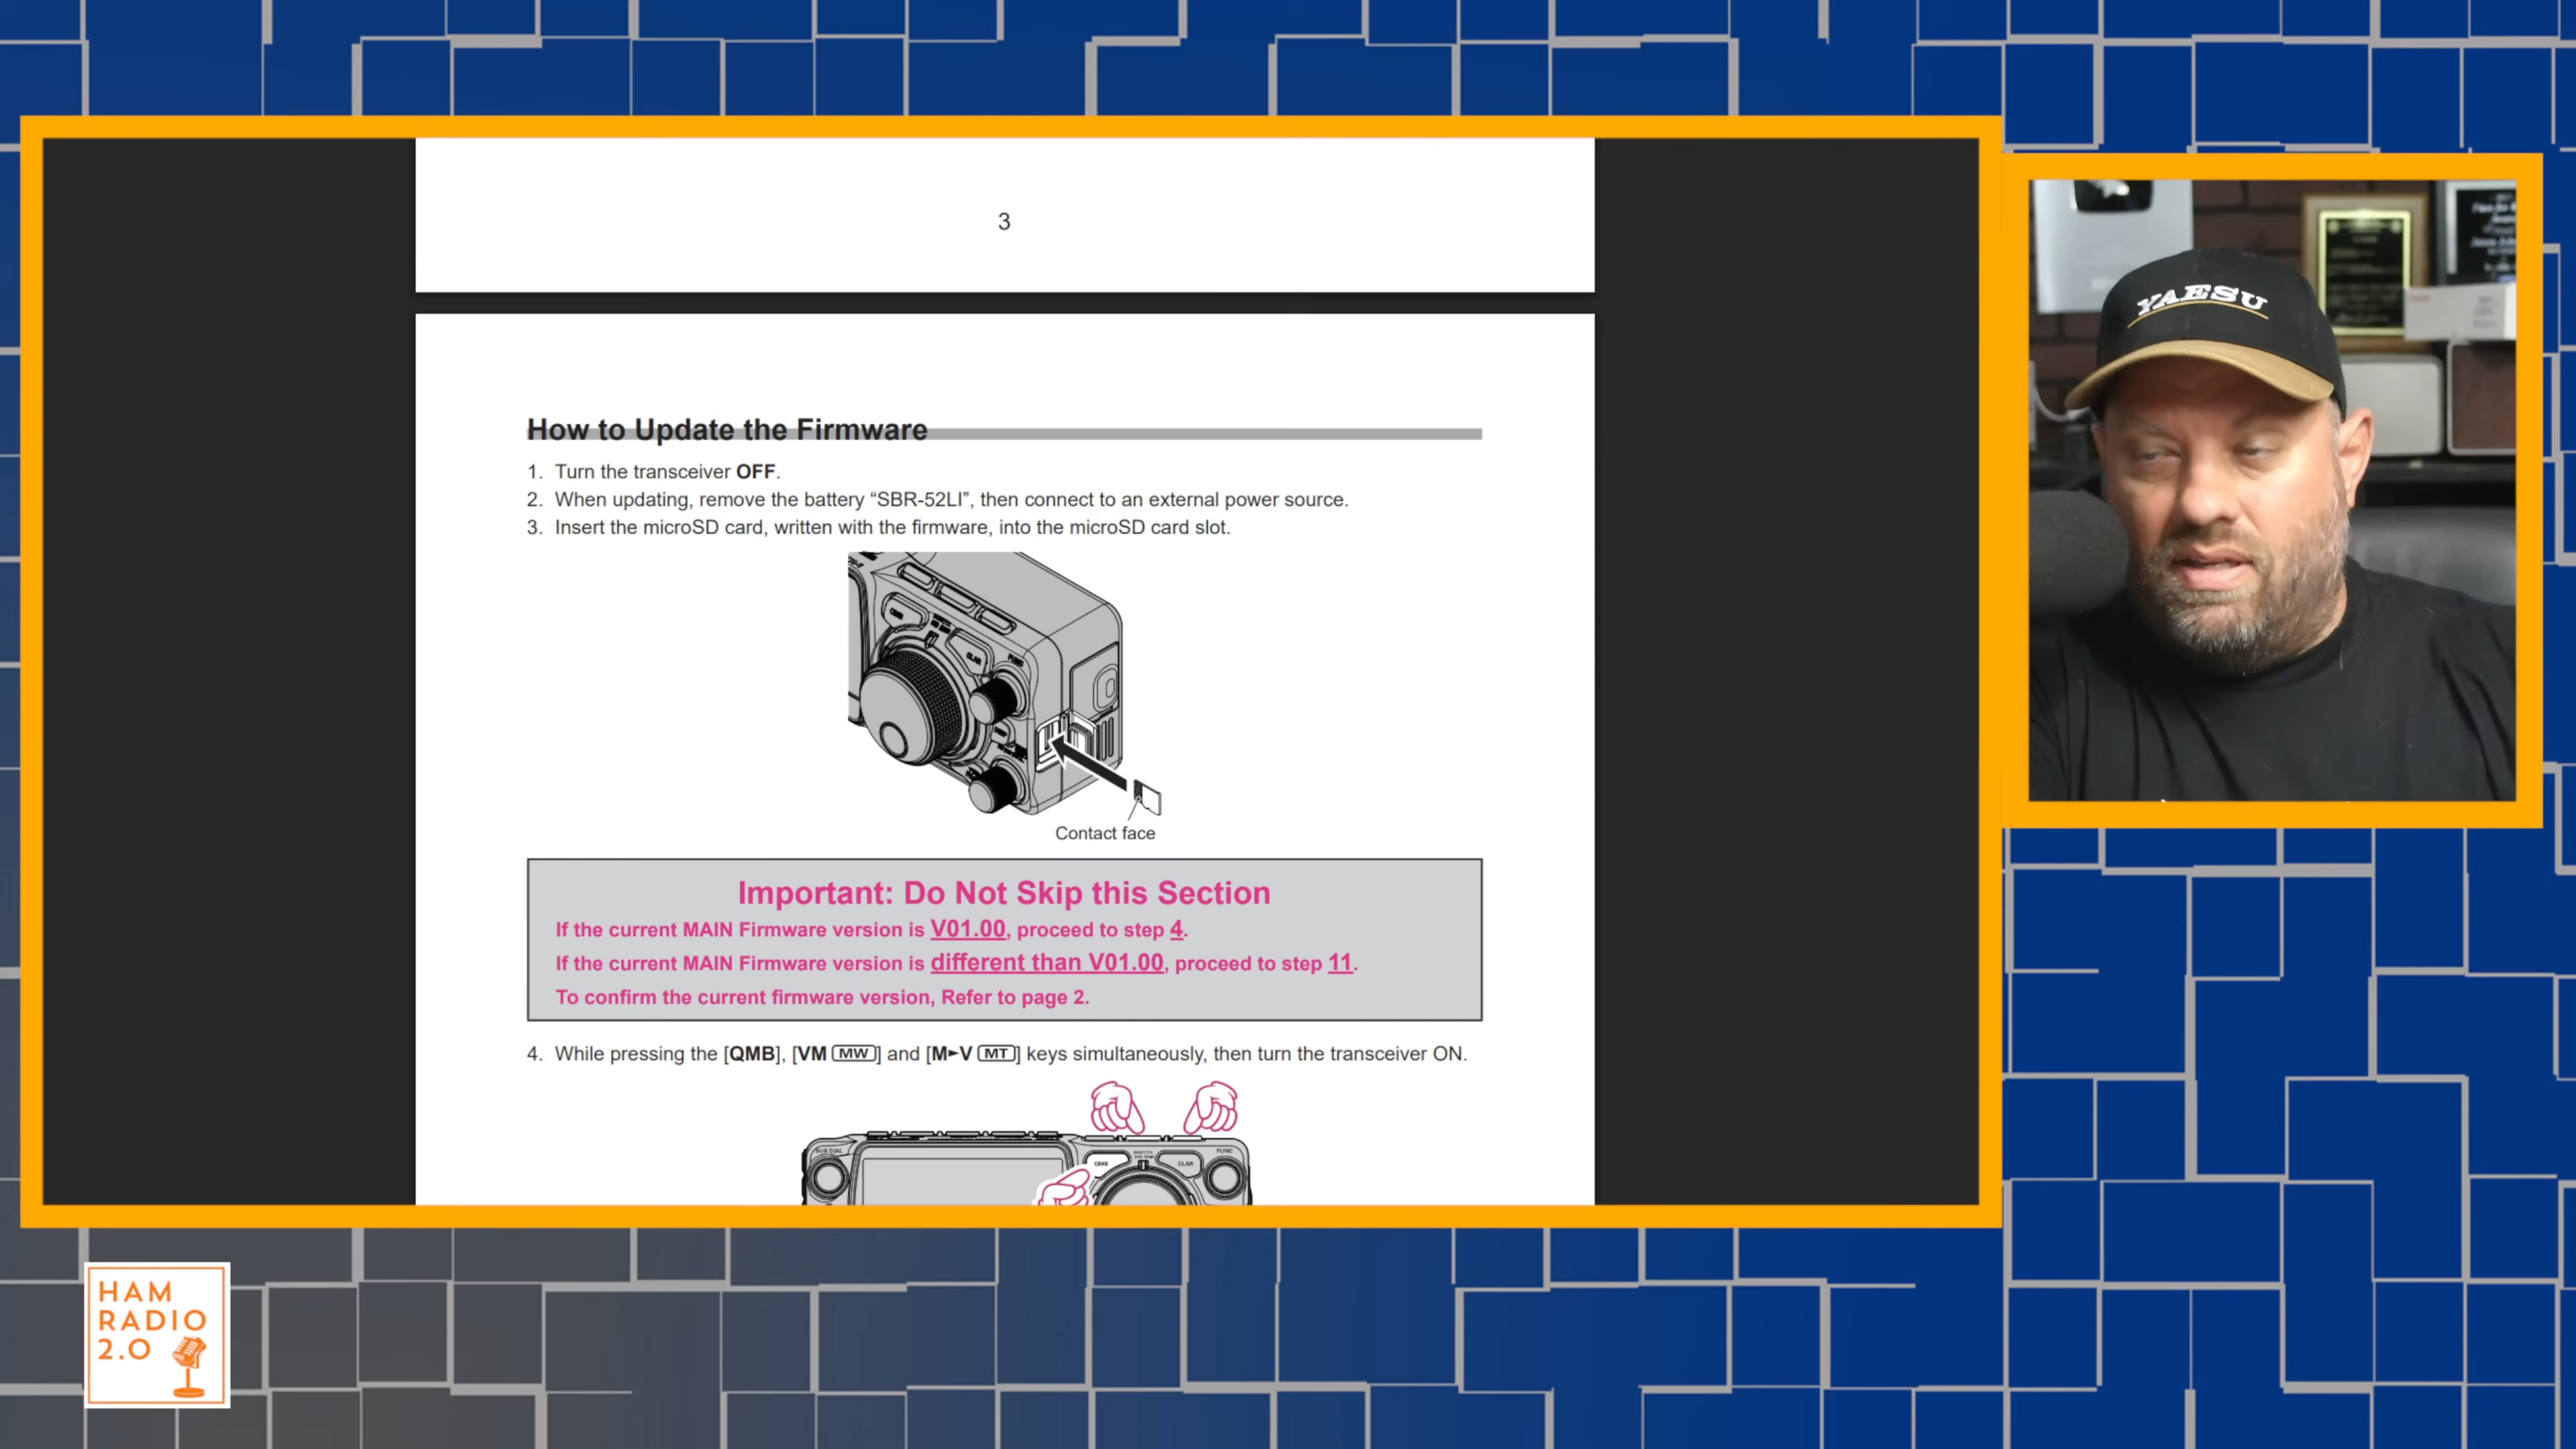 3
How to Update the Firmware
1. Turn the transceiver OFF.
2. When updating, remove the battery “SBR-52LI”, then connect to an external power source.
3. Insert the microSD card, written with the firmware, into the microSD card slot.
Contact face
Important: Do Not Skip this Section
If the current MAIN Firmware version is V01.00, proceed to step 4.
If the current MAIN Firmware version is different than V01.00, proceed to step 11.
To confirm the current firmware version, Refer to page 2.
4. While pressing the [QMB], [VM MW] and [M►V MT] keys simultaneously, then turn the transceiver ON.
SUB DIAL
QMB
CLAR
FUNC
YAESU
HAM
RADIO
2.0